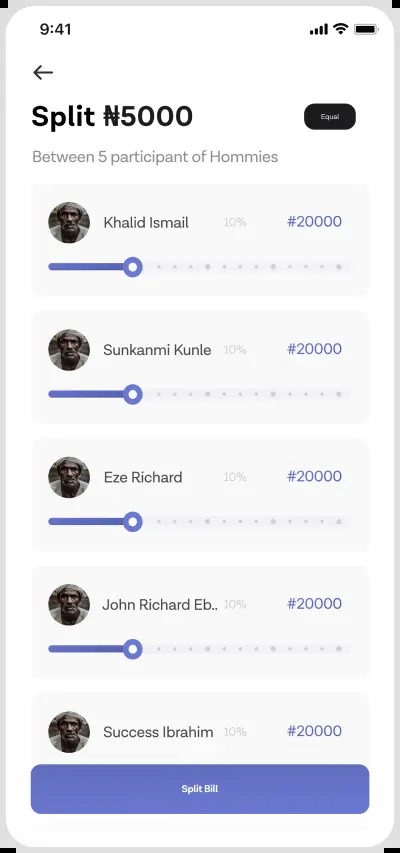 9:41
Split ₦5000
Equal
Between 5 participant of Hommies
Khalid Ismail 10% #20000
Sunkanmi Kunle 10% #20000
Eze Richard 10% #20000
John Richard Eb.. 10% #20000
Success Ibrahim 10% #20000
Split Bill